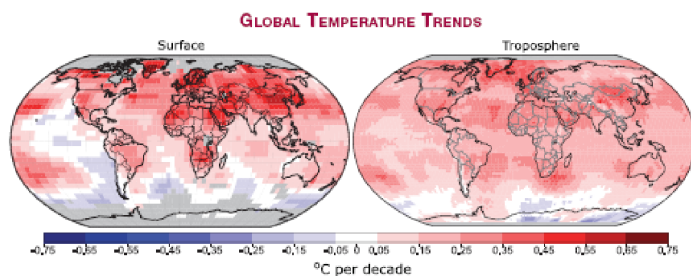 GLOBAL TEMPERATURE TRENDS
Surface
Troposphere
-0.75 -0.65 -0.45 -0.35 -0.25 -0.15 -0.05 0 0.05 0.15 0.25 0.35 0.45 0.55 0.65 0.75
°C per decade